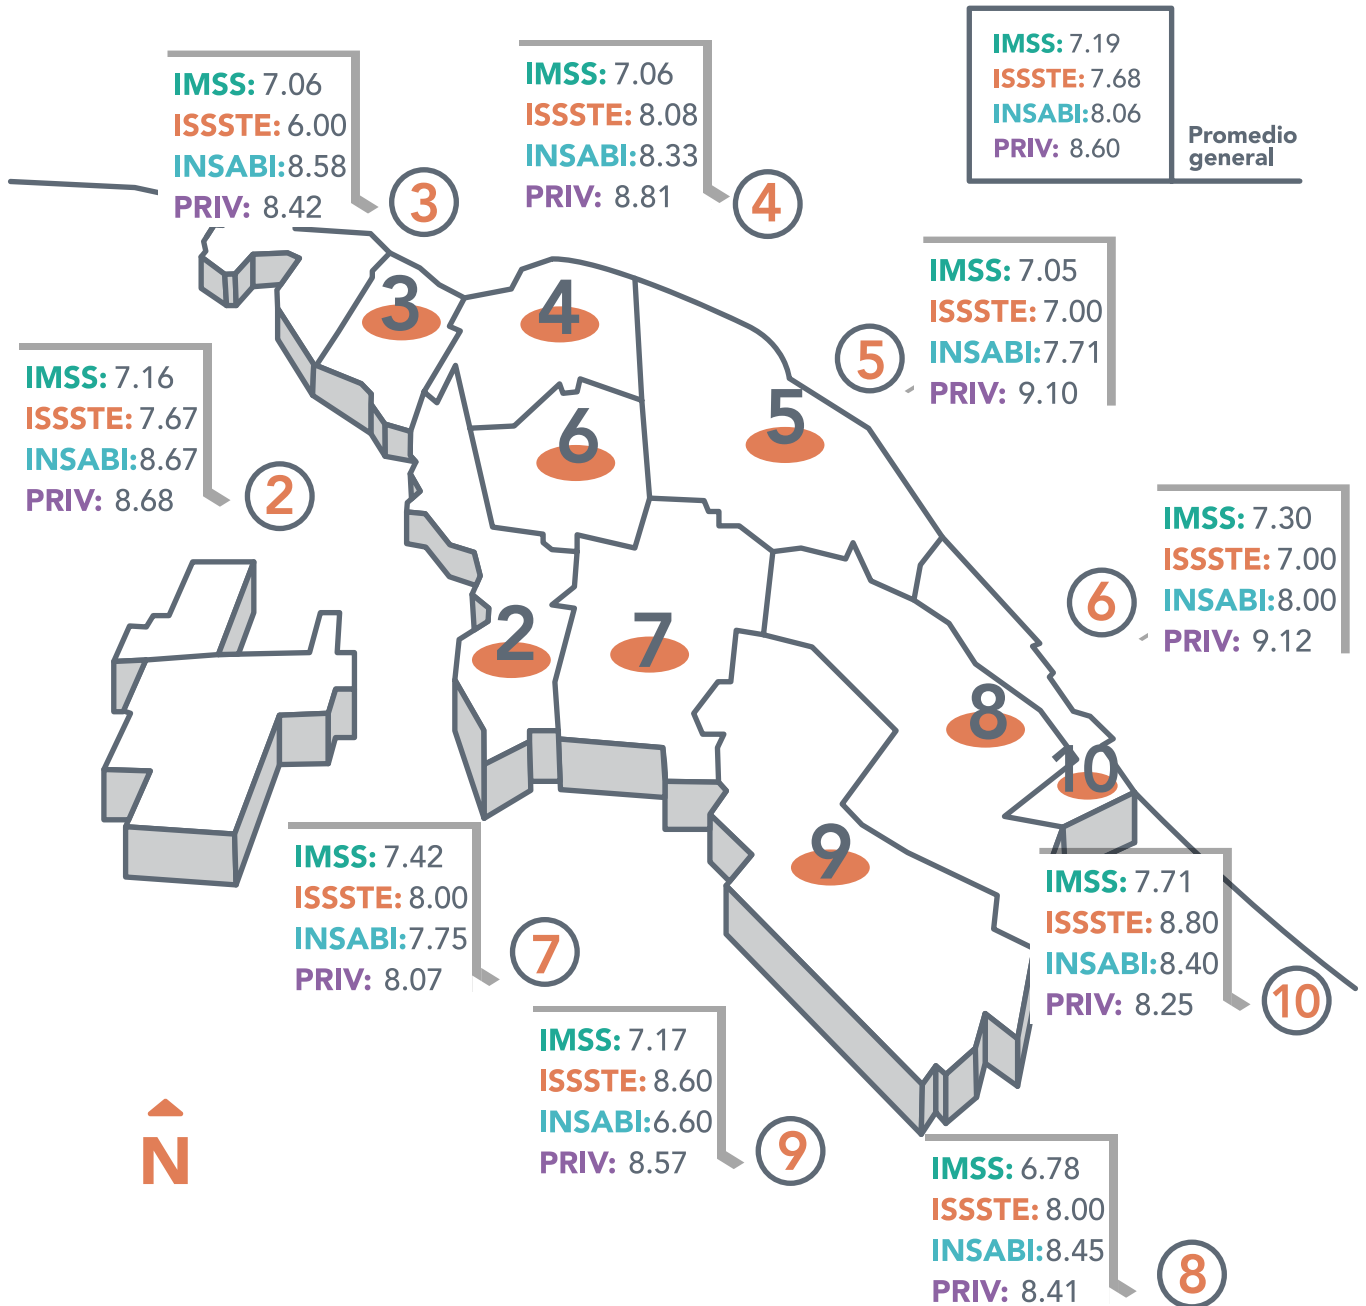 IMSS: 7.06
ISSSTE: 6.00
INSABI:8.58
PRIV: 8.42
3
IMSS: 7.06
ISSSTE: 8.08
INSABI:8.33
PRIV: 8.81
4
IMSS: 7.19
ISSSTE: 7.68
INSABI:8.06
PRIV: 8.60
Promedio
general
IMSS: 7.05
ISSSTE: 7.00
INSABI:7.71
PRIV: 9.10
5
IMSS: 7.16
ISSSTE: 7.67
INSABI:8.67
PRIV: 8.68
2
3
4
5
6
IMSS: 7.30
ISSSTE: 7.00
INSABI:8.00
PRIV: 9.12
6
2
7
8
10
9
IMSS: 7.42
ISSSTE: 8.00
INSABI:7.75
PRIV: 8.07
7
IMSS: 7.71
ISSSTE: 8.80
INSABI:8.40
PRIV: 8.25
10
IMSS: 7.17
ISSSTE: 8.60
INSABI:6.60
PRIV: 8.57
9
N
IMSS: 6.78
ISSSTE: 8.00
INSABI:8.45
PRIV: 8.41
8